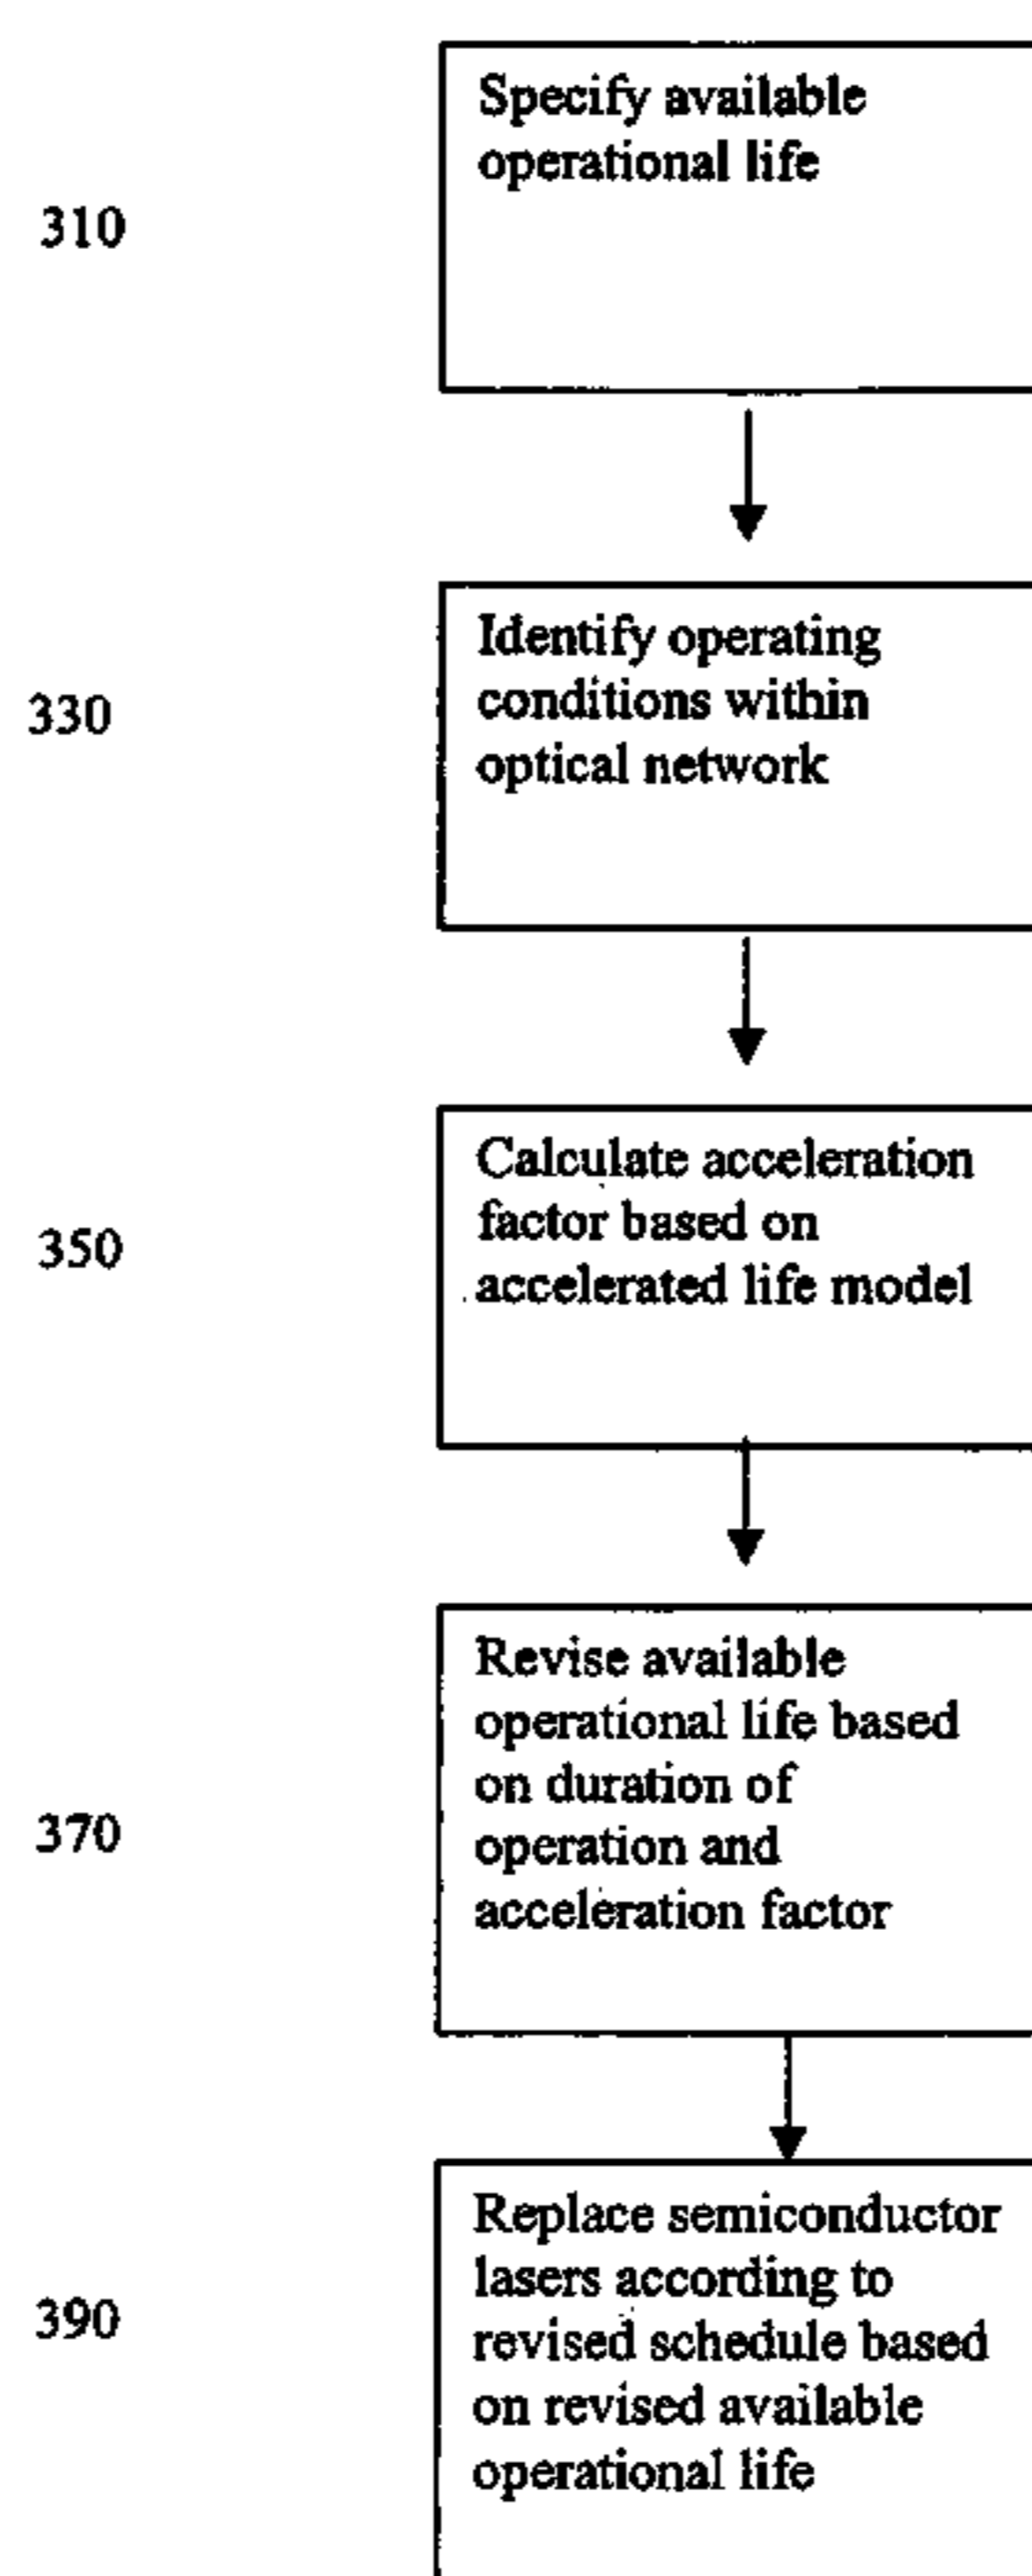 Specify available
operational life
310
Identify operating
conditions within
optical network
330
Calculate acceleration
factor based on
accelerated life model
350
Revise available
operational life based
on duration of
operation and
acceleration factor
370
Replace semiconductor
lasers according to
revised schedule based
on revised available
operational life
390